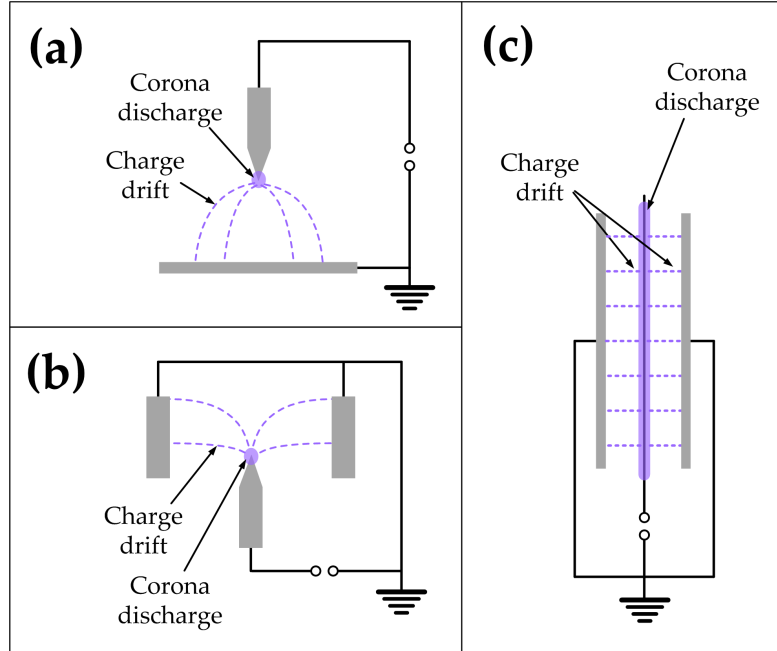 (a)
Corona
discharge
Charge
drift
(b)
Charge
drift
Corona
discharge
(c)
Corona
discharge
Charge
drift